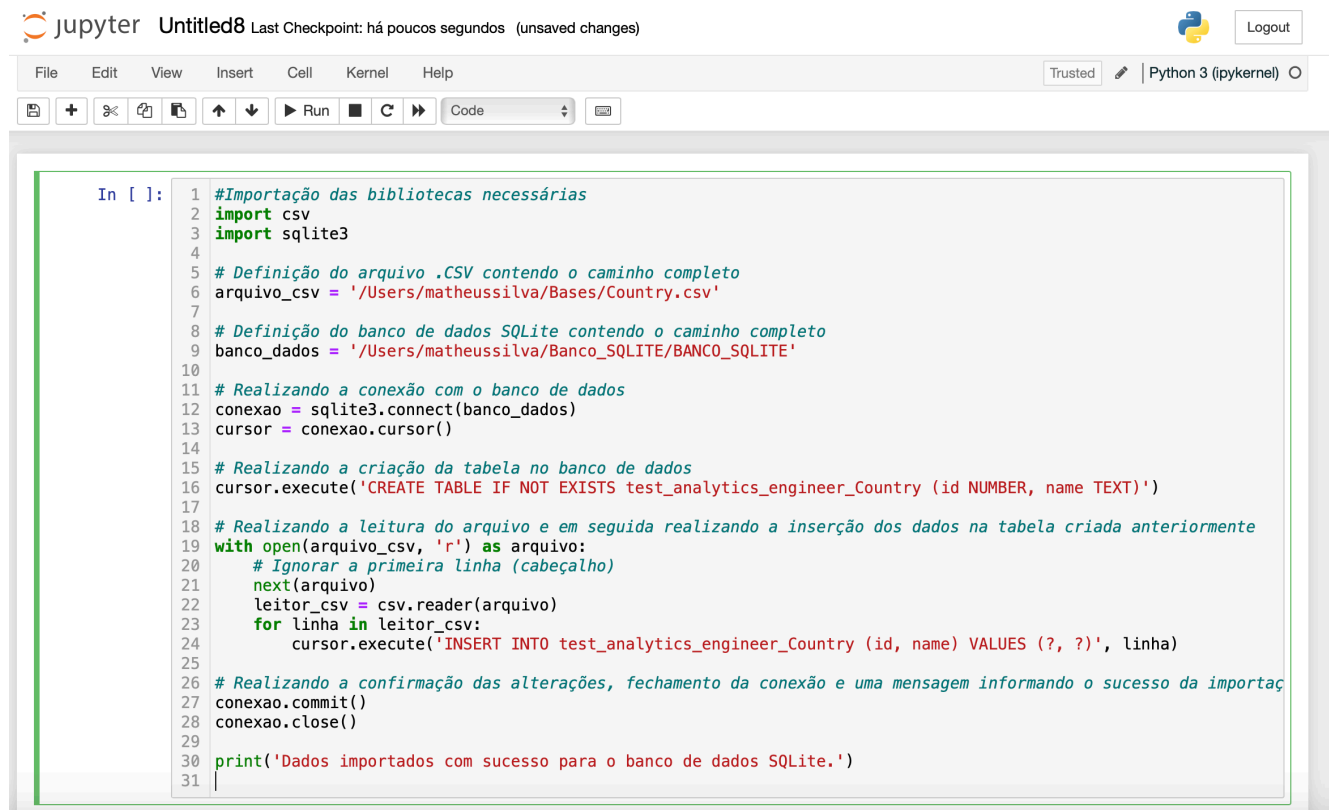 jupyter Untitled8 Last Checkpoint: há poucos segundos (unsaved changes)
Logout
File Edit View Insert Cell Kernel Help
Trusted Python 3 (ipykernel)
Run Code
In [ ]:
1 #Importação das bibliotecas necessárias
2 import csv
3 import sqlite3
4
5 # Definição do arquivo .CSV contendo o caminho completo
6 arquivo_csv = '/Users/matheussilva/Bases/Country.csv'
7
8 # Definição do banco de dados SQLite contendo o caminho completo
9 banco_dados = '/Users/matheussilva/Banco_SQLITE/BANCO_SQLITE'
10
11 # Realizando a conexão com o banco de dados
12 conexao = sqlite3.connect(banco_dados)
13 cursor = conexao.cursor()
14
15 # Realizando a criação da tabela no banco de dados
16 cursor.execute('CREATE TABLE IF NOT EXISTS test_analytics_engineer_Country (id NUMBER, name TEXT)')
17
18 # Realizando a leitura do arquivo e em seguida realizando a inserção dos dados na tabela criada anteriormente
19 with open(arquivo_csv, 'r') as arquivo:
20     # Ignorar a primeira linha (cabeçalho)
21     next(arquivo)
22     leitor_csv = csv.reader(arquivo)
23     for linha in leitor_csv:
24         cursor.execute('INSERT INTO test_analytics_engineer_Country (id, name) VALUES (?, ?)', linha)
25
26 # Realizando a confirmação das alterações, fechamento da conexão e uma mensagem informando o sucesso da importaç
27 conexao.commit()
28 conexao.close()
29
30 print('Dados importados com sucesso para o banco de dados SQLite.')
31